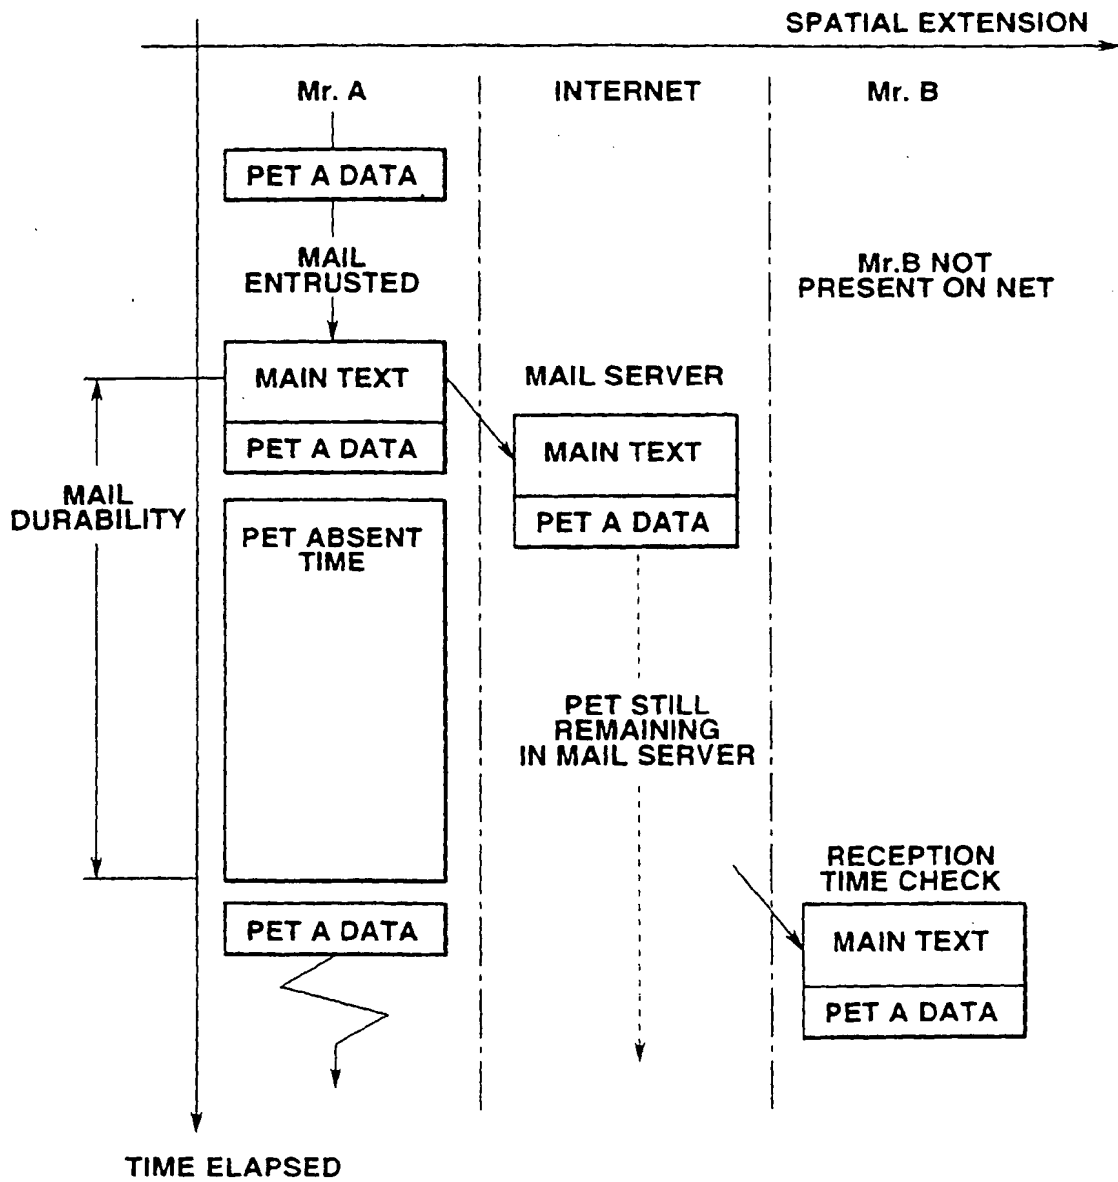 SPATIAL EXTENSION
Mr. A
INTERNET
Mr. B
PET A DATA
MAIL
ENTRUSTED
Mr.B NOT
PRESENT ON NET
MAIN TEXT
PET A DATA
MAIL SERVER
MAIN TEXT
PET A DATA
MAIL
DURABILITY
PET ABSENT
TIME
PET STILL
REMAINING
IN MAIL SERVER
RECEPTION
TIME CHECK
MAIN TEXT
PET A DATA
PET A DATA
TIME ELAPSED